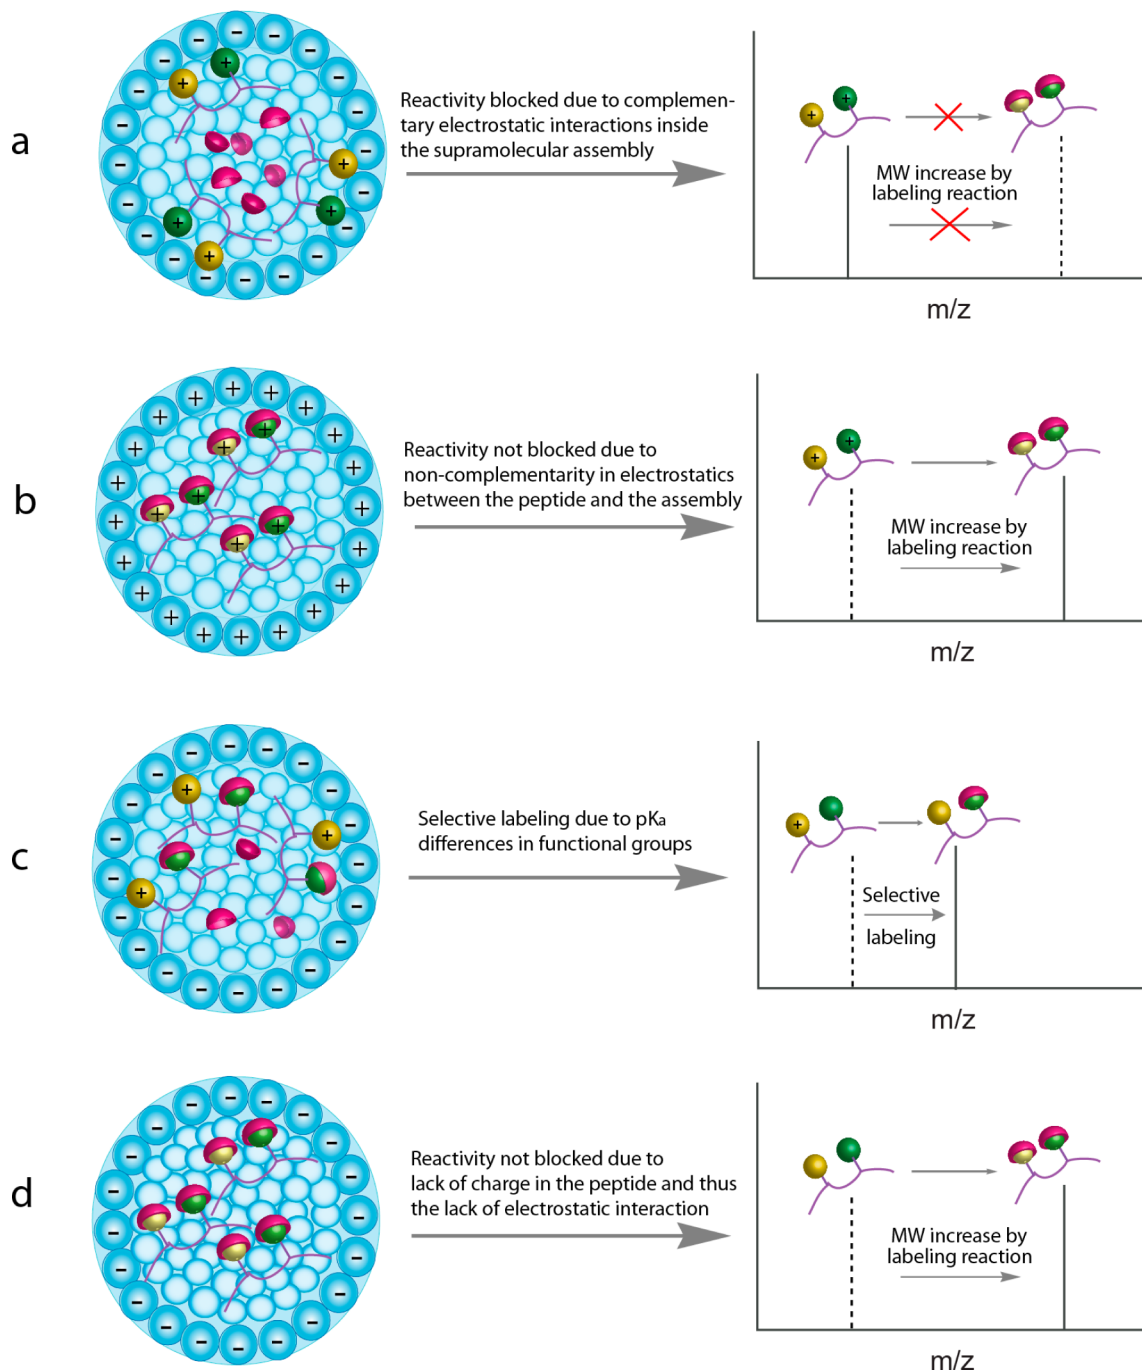 a
Reactivity blocked due to complemen-
tary electrostatic interactions inside
the supramolecular assembly
MW increase by
labeling reaction
m/z
b
Reactivity not blocked due to
non-complementarity in electrostatics
between the peptide and the assembly
MW increase by
labeling reaction
m/z
c
Selective labeling due to pKa
differences in functional groups
Selective
labeling
m/z
d
Reactivity not blocked due to
lack of charge in the peptide and thus
the lack of electrostatic interaction
MW increase by
labeling reaction
m/z